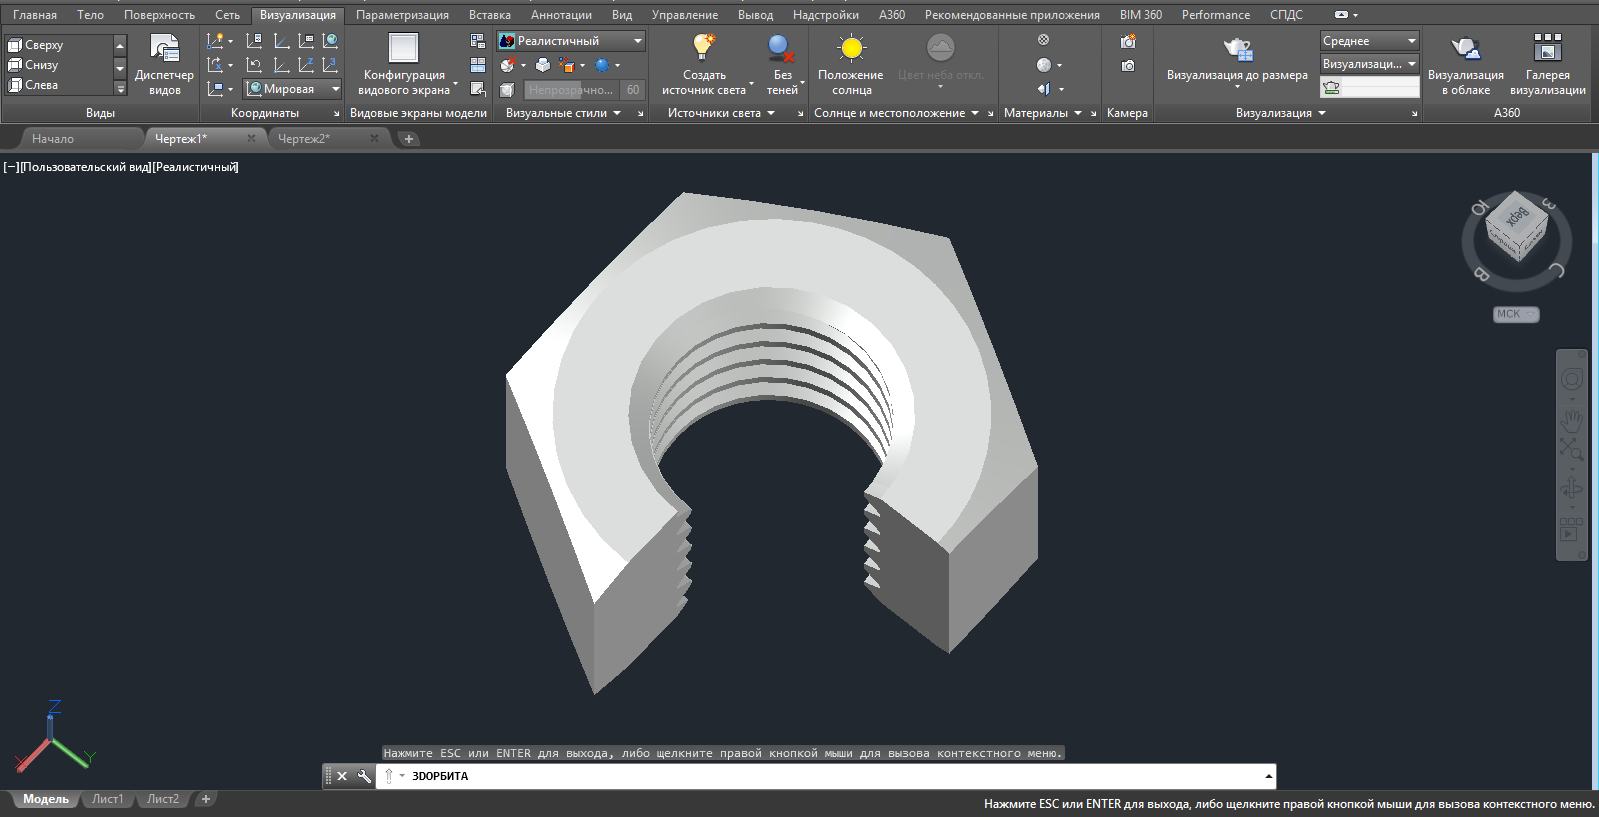 Главная Тело Поверхность Сеть Визуализация Параметризация Вставка Аннотации Вид Управление Вывод Надстройки A360 Рекомендованные приложения BIM 360 Performance СПДС
Сверху
Снизу
Слева
Диспетчер
видов
Виды
Мировая
Координаты
Конфигурация
видового экрана
Видовые экраны модели
Реалистичный
Непрозрачно... 60
Визуальные стили
Создать
источник света
Без
теней
Источники света
Положение
солнца
Цвет неба откл.
Солнце и местоположение
Материалы
Камера
Визуализация до размера
Среднее
Визуализаци...
Визуализация
Визуализация
в облаке
Галерея
визуализации
A360
Начало Чертеж1* Чертеж2*
[−][Пользовательский вид][Реалистичный]
Верх
Ю З В С
МСК
Z
X Y
Нажмите ESC или ENTER для выхода, либо щелкните правой кнопкой мыши для вызова контекстного меню.
3DОРБИТА
Модель Лист1 Лист2
Нажмите ESC или ENTER для выхода, либо щелкните правой кнопкой мыши для вызова контекстного меню.